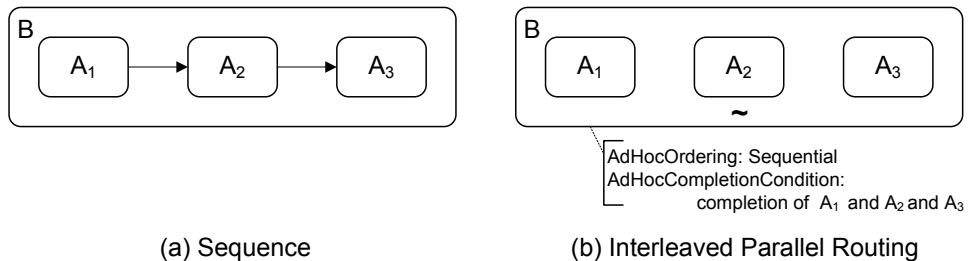 B
A₁ A₂ A₃
B
A₁ A₂ A₃
~
AdHocOrdering: Sequential
AdHocCompletionCondition:
completion of A₁ and A₂ and A₃
(a) Sequence
(b) Interleaved Parallel Routing